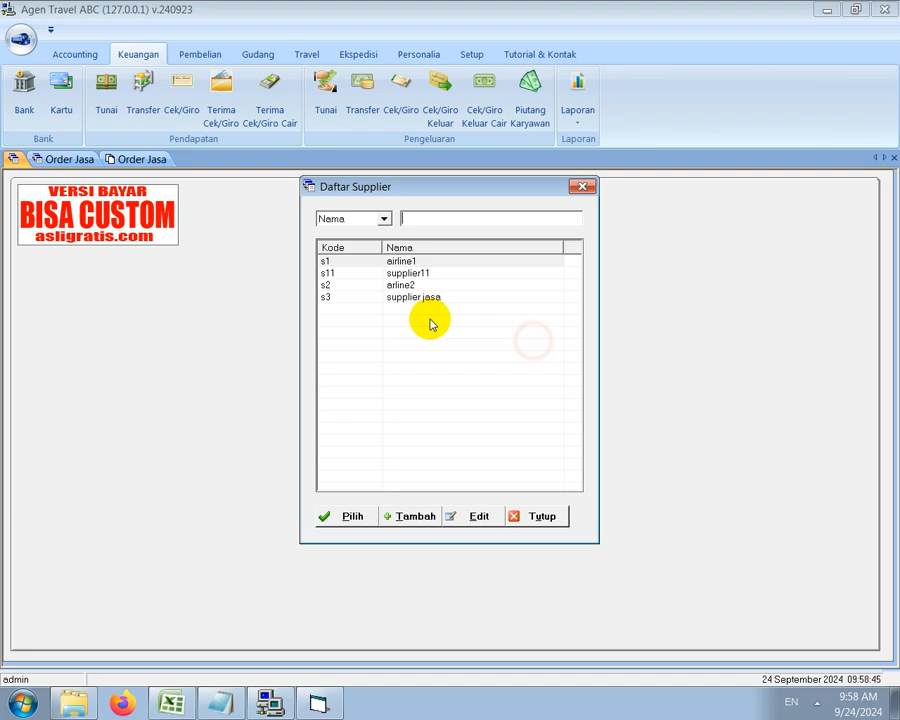 Agen Travel ABC (127.0.0.1) v.240923
Accounting Keuangan Pembelian Gudang Travel Ekspedisi Personalia Setup Tutorial & Kontak
Bank Kartu Tunai Transfer Cek/Giro Terima Cek/Giro Terima Cek/Giro Cair Tunai Transfer Cek/Giro Cek/Giro Keluar Cek/Giro Keluar Cair Piutang Karyawan Laporan
Bank Pendapatan Pengeluaran Laporan
Order Jasa Order Jasa
VERSI BAYAR
BISA CUSTOM
asligratis.com
Daftar Supplier
Nama
Kode Nama
s1 airline1
s11 supplier11
s2 arline2
s3 supplier jasa
Pilih Tambah Edit Tutup
admin 24 September 2024 09:58:45
EN 9:58 AM
9/24/2024